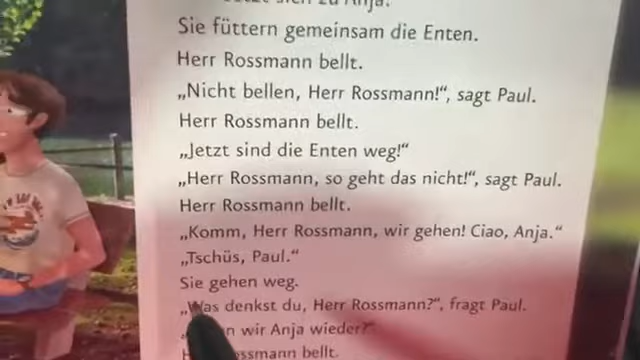 zu Anja.
Sie füttern gemeinsam die Enten.
Herr Rossmann bellt.
„Nicht bellen, Herr Rossmann!“, sagt Paul.
Herr Rossmann bellt.
„Jetzt sind die Enten weg!“
„Herr Rossmann, so geht das nicht!“, sagt Paul.
Herr Rossmann bellt.
„Komm, Herr Rossmann, wir gehen! Ciao, Anja.“
„Tschüs, Paul.“
Sie gehen weg.
„Was denkst du, Herr Rossmann?“, fragt Paul.
wir Anja wieder?“
bellt.